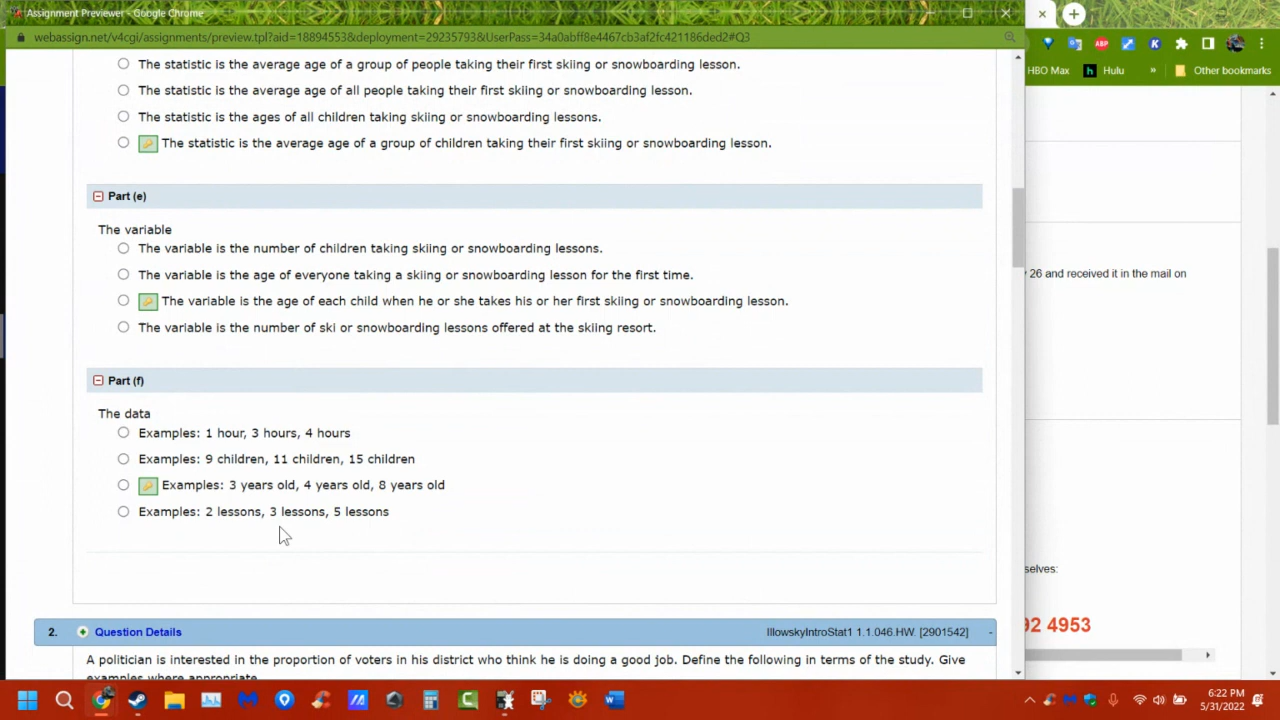 Assignment Previewer - Google Chrome
webassign.net/v4cgi/assignments/preview.tpl?aid=18894553&deployment=29235793&UserPass=34a0abff8e4467cb3af2fc421186ded2#Q3
HBO Max
Hulu
»
Other bookmarks
The statistic is the average age of a group of people taking their first skiing or snowboarding lesson.
The statistic is the average age of all people taking their first skiing or snowboarding lesson.
The statistic is the ages of all children taking skiing or snowboarding lessons.
The statistic is the average age of a group of children taking their first skiing or snowboarding lesson.
Part (e)
The variable
The variable is the number of children taking skiing or snowboarding lessons.
The variable is the age of everyone taking a skiing or snowboarding lesson for the first time.
26 and received it in the mail on
The variable is the age of each child when he or she takes his or her first skiing or snowboarding lesson.
The variable is the number of ski or snowboarding lessons offered at the skiing resort.
Part (f)
The data
Examples: 1 hour, 3 hours, 4 hours
Examples: 9 children, 11 children, 15 children
Examples: 3 years old, 4 years old, 8 years old
Examples: 2 lessons, 3 lessons, 5 lessons
selves:
92 4953
2. Question Details IllowskyIntroStat1 1.1.046.HW. [2901542] -
A politician is interested in the proportion of voters in his district who think he is doing a good job. Define the following in terms of the study. Give
examples where appropriate.
6:22 PM
5/31/2022